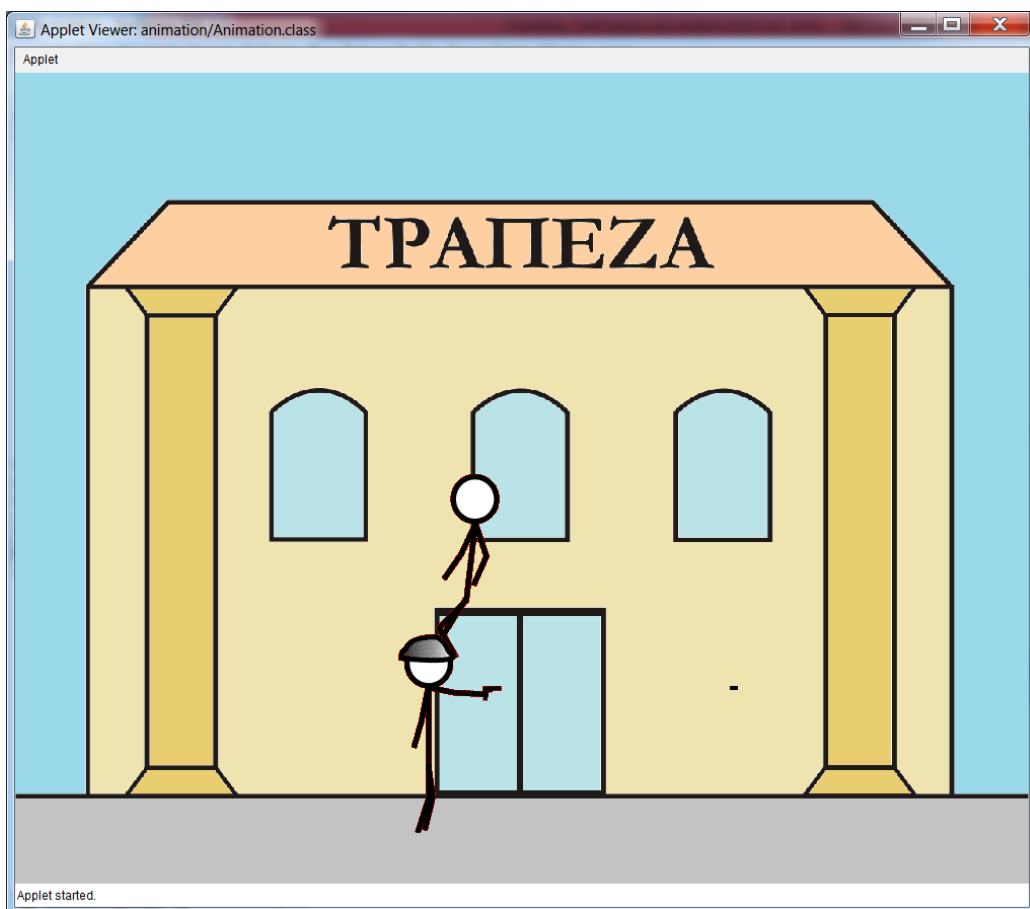 Applet Viewer: animation/Animation.class
Applet
ΤΡΑΠΕΖΑ
Applet started.